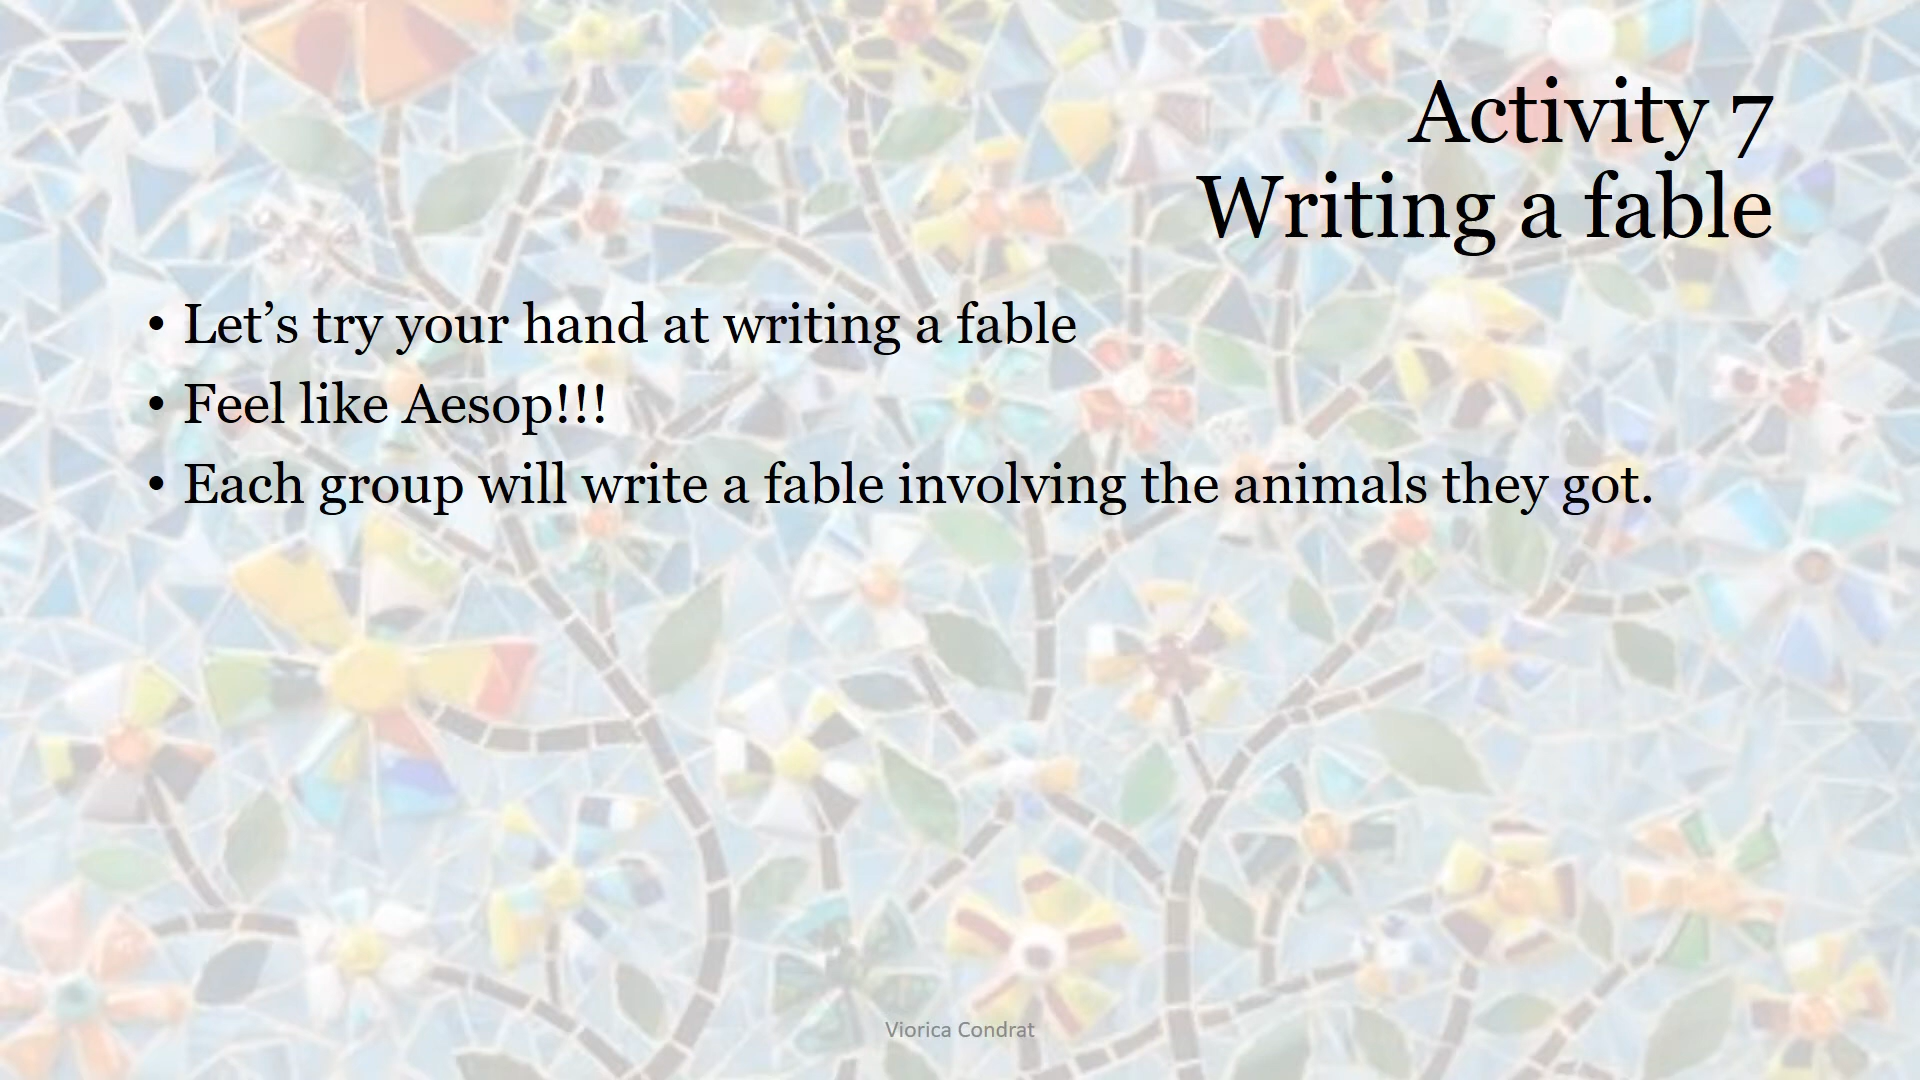 Activity 7
Writing a fable
• Let’s try your hand at writing a fable
• Feel like Aesop!!!
• Each group will write a fable involving the animals they got.
Viorica Condrat